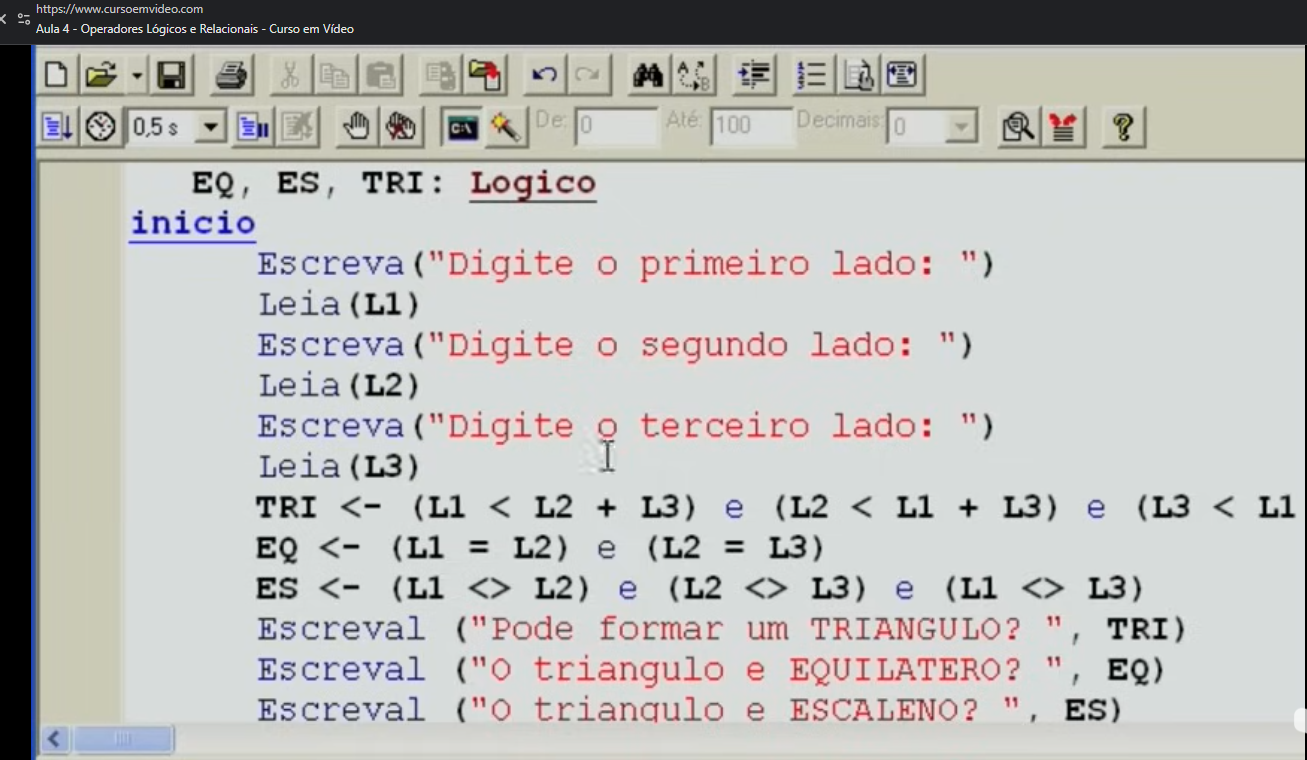 https://www.cursoemvideo.com
Aula 4 - Operadores Lógicos e Relacionais - Curso em Vídeo
0,5 s De: 0 Até: 100 Decimais: 0
EQ, ES, TRI: Logico
inicio
Escreva("Digite o primeiro lado: ")
Leia(L1)
Escreva("Digite o segundo lado: ")
Leia(L2)
Escreva("Digite o terceiro lado: ")
Leia(L3)
TRI <- (L1 < L2 + L3) e (L2 < L1 + L3) e (L3 < L1
EQ <- (L1 = L2) e (L2 = L3)
ES <- (L1 <> L2) e (L2 <> L3) e (L1 <> L3)
Escreval ("Pode formar um TRIANGULO? ", TRI)
Escreval ("O triangulo e EQUILATERO? ", EQ)
Escreval ("O triangulo e ESCALENO? ", ES)